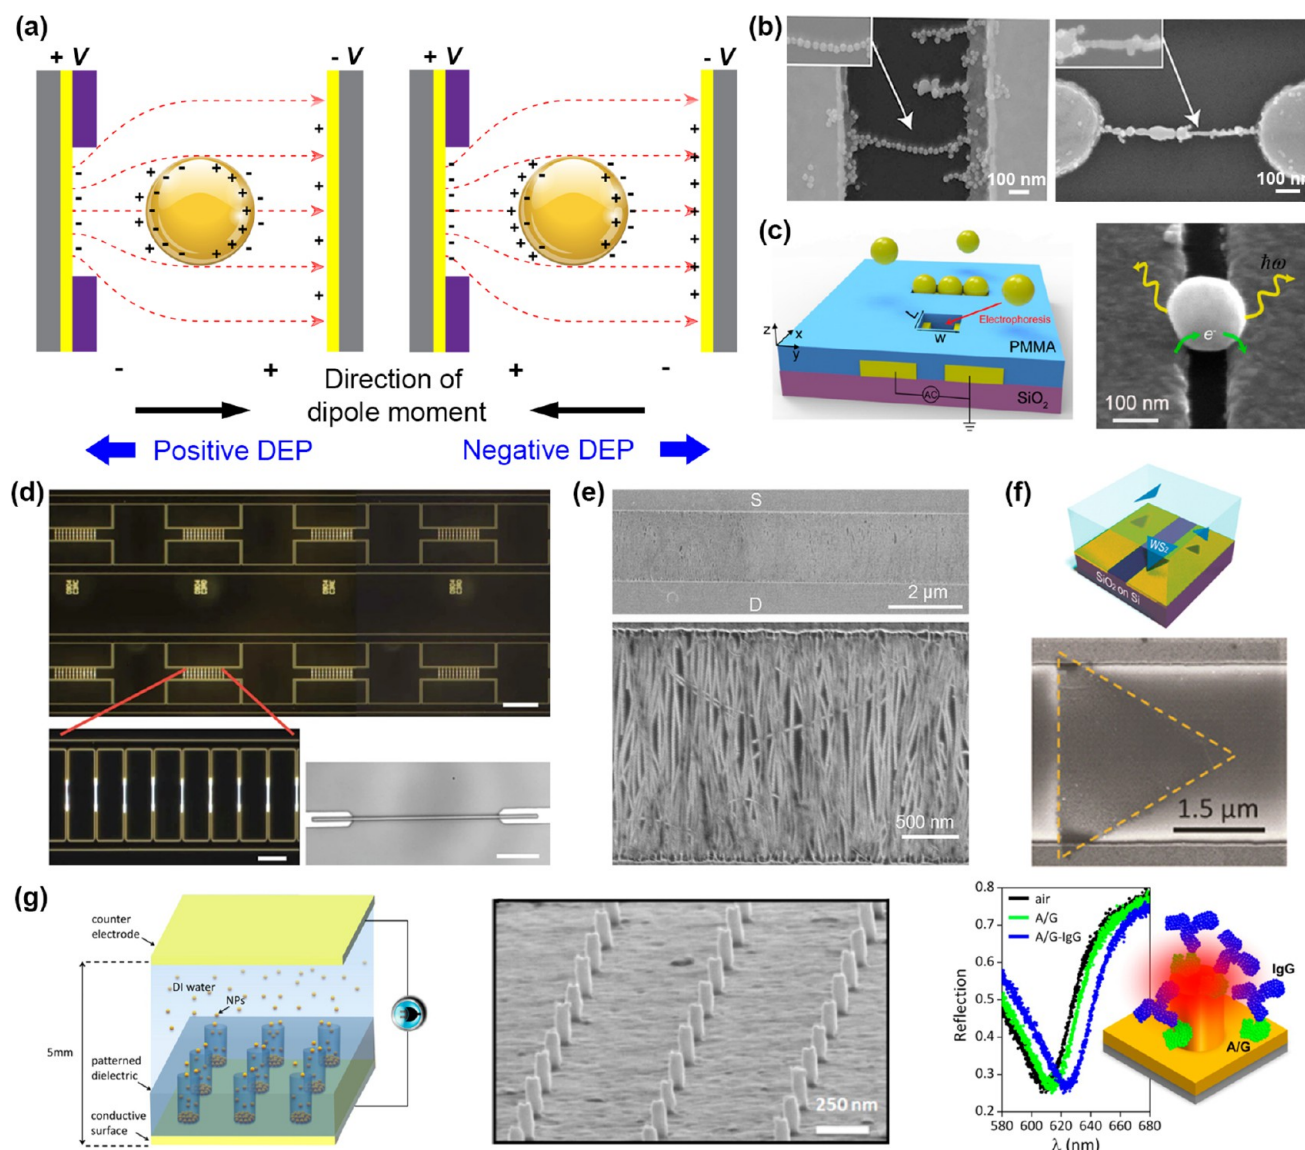 (a)
+ V
- V
+ V
- V
-
+
Direction of
dipole moment
+
-
Positive DEP
Negative DEP
(b)
100 nm
100 nm
(c)
Electrophoresis
L
W
z
x
y
PMMA
AC
SiO2
ħω
e-
100 nm
(d)
(e)
S
D
2 μm
500 nm
(f)
WS2
SiO2 on Si
1.5 μm
(g)
counter
electrode
DI water
NPs
5mm
patterned
dielectric
conductive
surface
250 nm
0.8
0.7
0.6
0.5
0.4
0.3
0.2
Reflection
air
A/G
A/G-IgG
580 600 620 640 660 680
λ (nm)
IgG
A/G